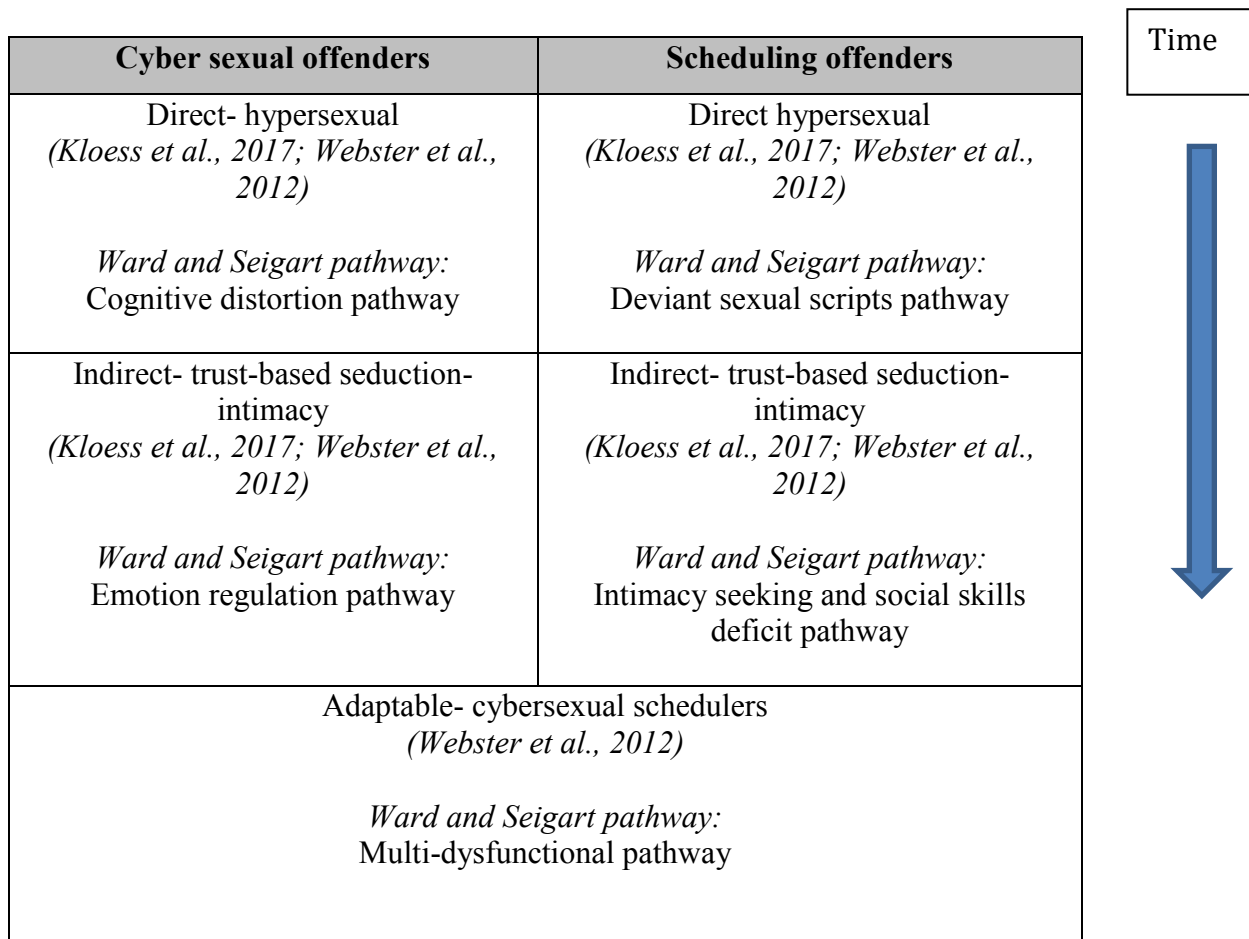 Time
Cyber sexual offenders
Scheduling offenders
Direct- hypersexual
(Kloess et al., 2017; Webster et al.,
2012)
Ward and Seigart pathway:
Cognitive distortion pathway
Direct hypersexual
(Kloess et al., 2017; Webster et al.,
2012)
Ward and Seigart pathway:
Deviant sexual scripts pathway
Indirect- trust-based seduction-
intimacy
(Kloess et al., 2017; Webster et al.,
2012)
Ward and Seigart pathway:
Emotion regulation pathway
Indirect- trust-based seduction-
intimacy
(Kloess et al., 2017; Webster et al.,
2012)
Ward and Seigart pathway:
Intimacy seeking and social skills
deficit pathway
Adaptable- cybersexual schedulers
(Webster et al., 2012)
Ward and Seigart pathway:
Multi-dysfunctional pathway